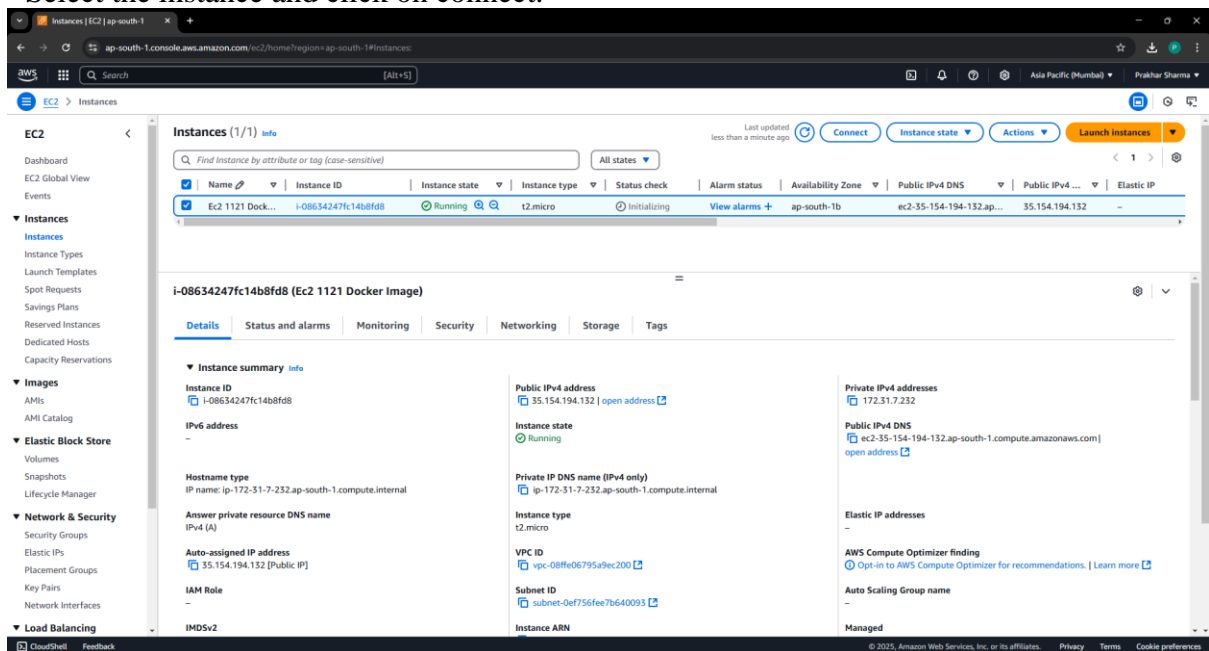 Select the instance and click on connect.
Instances | EC2 | ap-south-1
ap-south-1.console.aws.amazon.com/ec2/home?region=ap-south-1#Instances:
aws Search [Alt+S] Asia Pacific (Mumbai) Prakhar Sharma
EC2 > Instances
EC2
Dashboard
EC2 Global View
Events
Instances
Instances
Instance Types
Launch Templates
Spot Requests
Savings Plans
Reserved Instances
Dedicated Hosts
Capacity Reservations
Images
AMIs
AMI Catalog
Elastic Block Store
Volumes
Snapshots
Lifecycle Manager
Network & Security
Security Groups
Elastic IPs
Placement Groups
Key Pairs
Network Interfaces
Load Balancing
Instances (1/1) Info
Last updated
less than a minute ago
Connect Instance state Actions Launch instances
Find Instance by attribute or tag (case-sensitive) All states 1
Name Instance ID Instance state Instance type Status check Alarm status Availability Zone Public IPv4 DNS Public IPv4 ... Elastic IP
Ec2 1121 Dock... i-08634247fc14b8fd8 Running t2.micro Initializing View alarms + ap-south-1b ec2-35-154-194-132.ap... 35.154.194.132 –
i-08634247fc14b8fd8 (Ec2 1121 Docker Image)
Details Status and alarms Monitoring Security Networking Storage Tags
Instance summary Info
Instance ID
i-08634247fc14b8fd8
Public IPv4 address
35.154.194.132 | open address
Private IPv4 addresses
172.31.7.232
IPv6 address
–
Instance state
Running
Public IPv4 DNS
ec2-35-154-194-132.ap-south-1.compute.amazonaws.com |
open address
Hostname type
IP name: ip-172-31-7-232.ap-south-1.compute.internal
Private IP DNS name (IPv4 only)
ip-172-31-7-232.ap-south-1.compute.internal
Answer private resource DNS name
IPv4 (A)
Instance type
t2.micro
Elastic IP addresses
–
Auto-assigned IP address
35.154.194.132 [Public IP]
VPC ID
vpc-08ffe06795a9ec200
AWS Compute Optimizer finding
Opt-in to AWS Compute Optimizer for recommendations. | Learn more
IAM Role
–
Subnet ID
subnet-0ef756fee7b640093
Auto Scaling Group name
–
IMDSv2
Instance ARN
Managed
CloudShell Feedback © 2025, Amazon Web Services, Inc. or its affiliates. Privacy Terms Cookie preferences